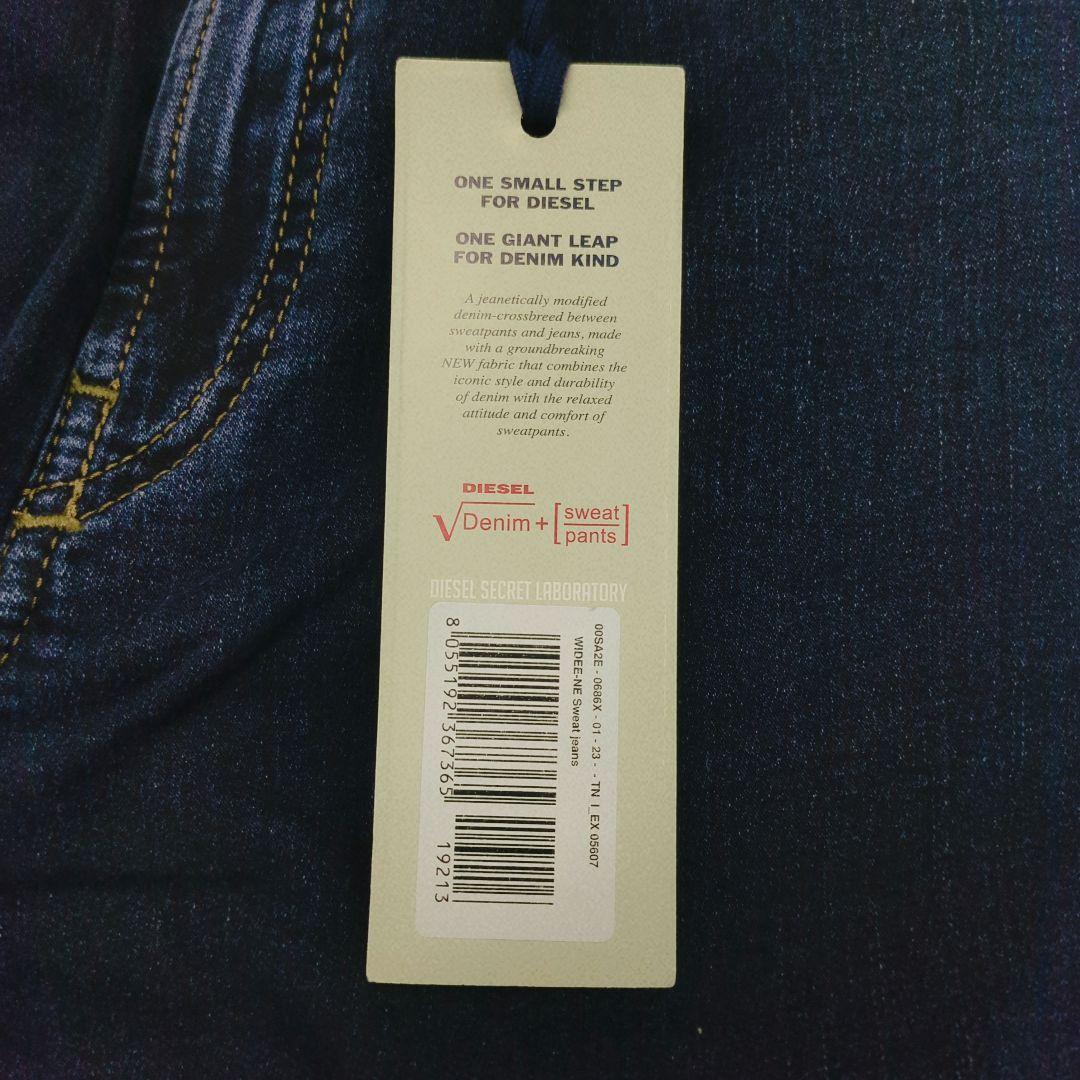 ONE SMALL STEP
FOR DIESEL
ONE GIANT LEAP
FOR DENIM KIND
A jeanetically modified
denim-crossbreed between
sweatpants and jeans, made
with a groundbreaking
NEW fabric that combines the
iconic style and durability
of denim with the relaxed
attitude and comfort of
sweatpants.
DIESEL
√Denim + [sweat
pants]
DIESEL SECRET LABORATORY
00SA2E - 0686X - 01 - 23 - - TN I_EX 05607
WIDEE-NE Sweat jeans
8 055192 367365
19213